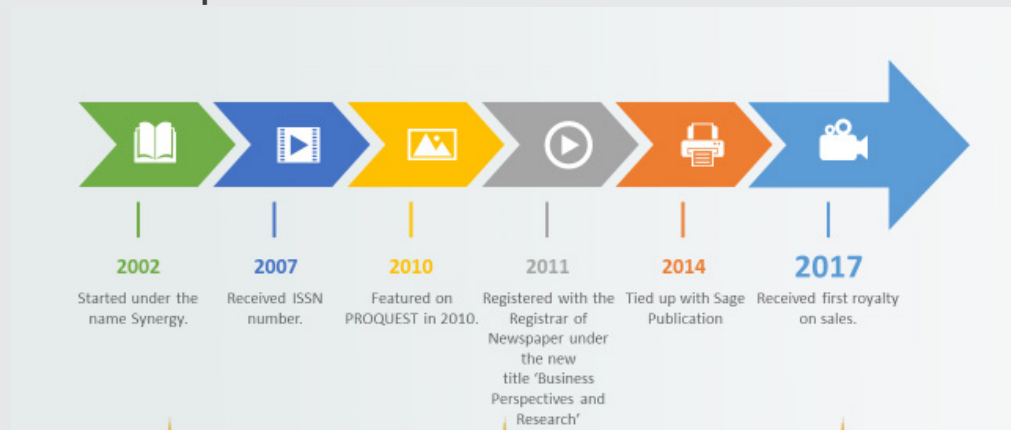 2002
Started under the
name Synergy.
2007
Received ISSN
number.
2010
Featured on
PROQUEST in 2010.
2011
Registered with the
Registrar of
Newspaper under
the new
title ‘Business
Perspectives and
Research’
2014
Tied up with Sage
Publication
2017
Received first royalty
on sales.